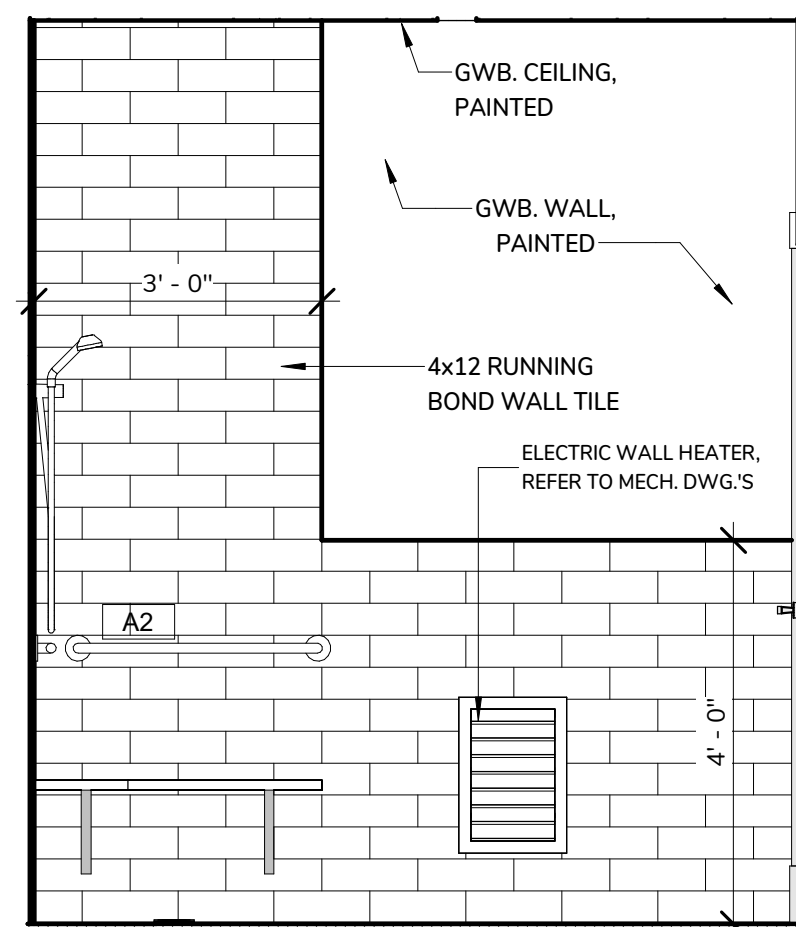 GWB. CEILING,
PAINTED
GWB. WALL,
PAINTED
3' - 0"
4x12 RUNNING
BOND WALL TILE
ELECTRIC WALL HEATER,
REFER TO MECH. DWG.'S
A2
4' - 0"